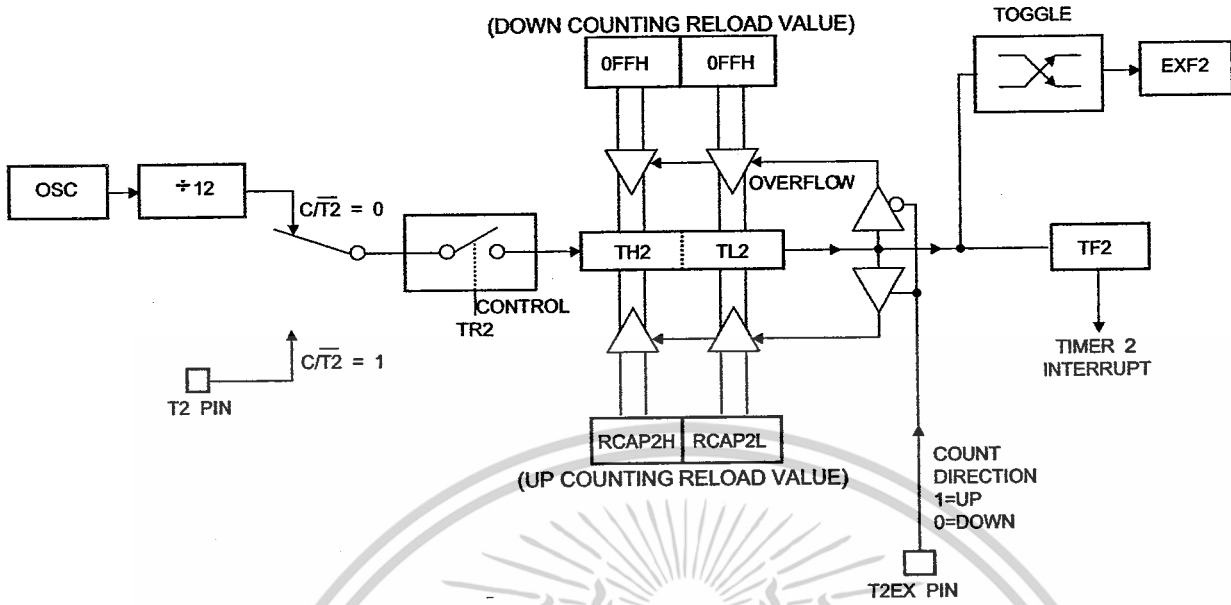 (DOWN COUNTING RELOAD VALUE)
TOGGLE
0FFH 0FFH
EXF2
OSC
÷12
OVERFLOW
C/T2̅ = 0
TH2 TL2
TF2
CONTROL
TR2
C/T2̅ = 1
T2 PIN
TIMER 2
INTERRUPT
RCAP2H RCAP2L
(UP COUNTING RELOAD VALUE)
COUNT
DIRECTION
1=UP
0=DOWN
T2EX PIN